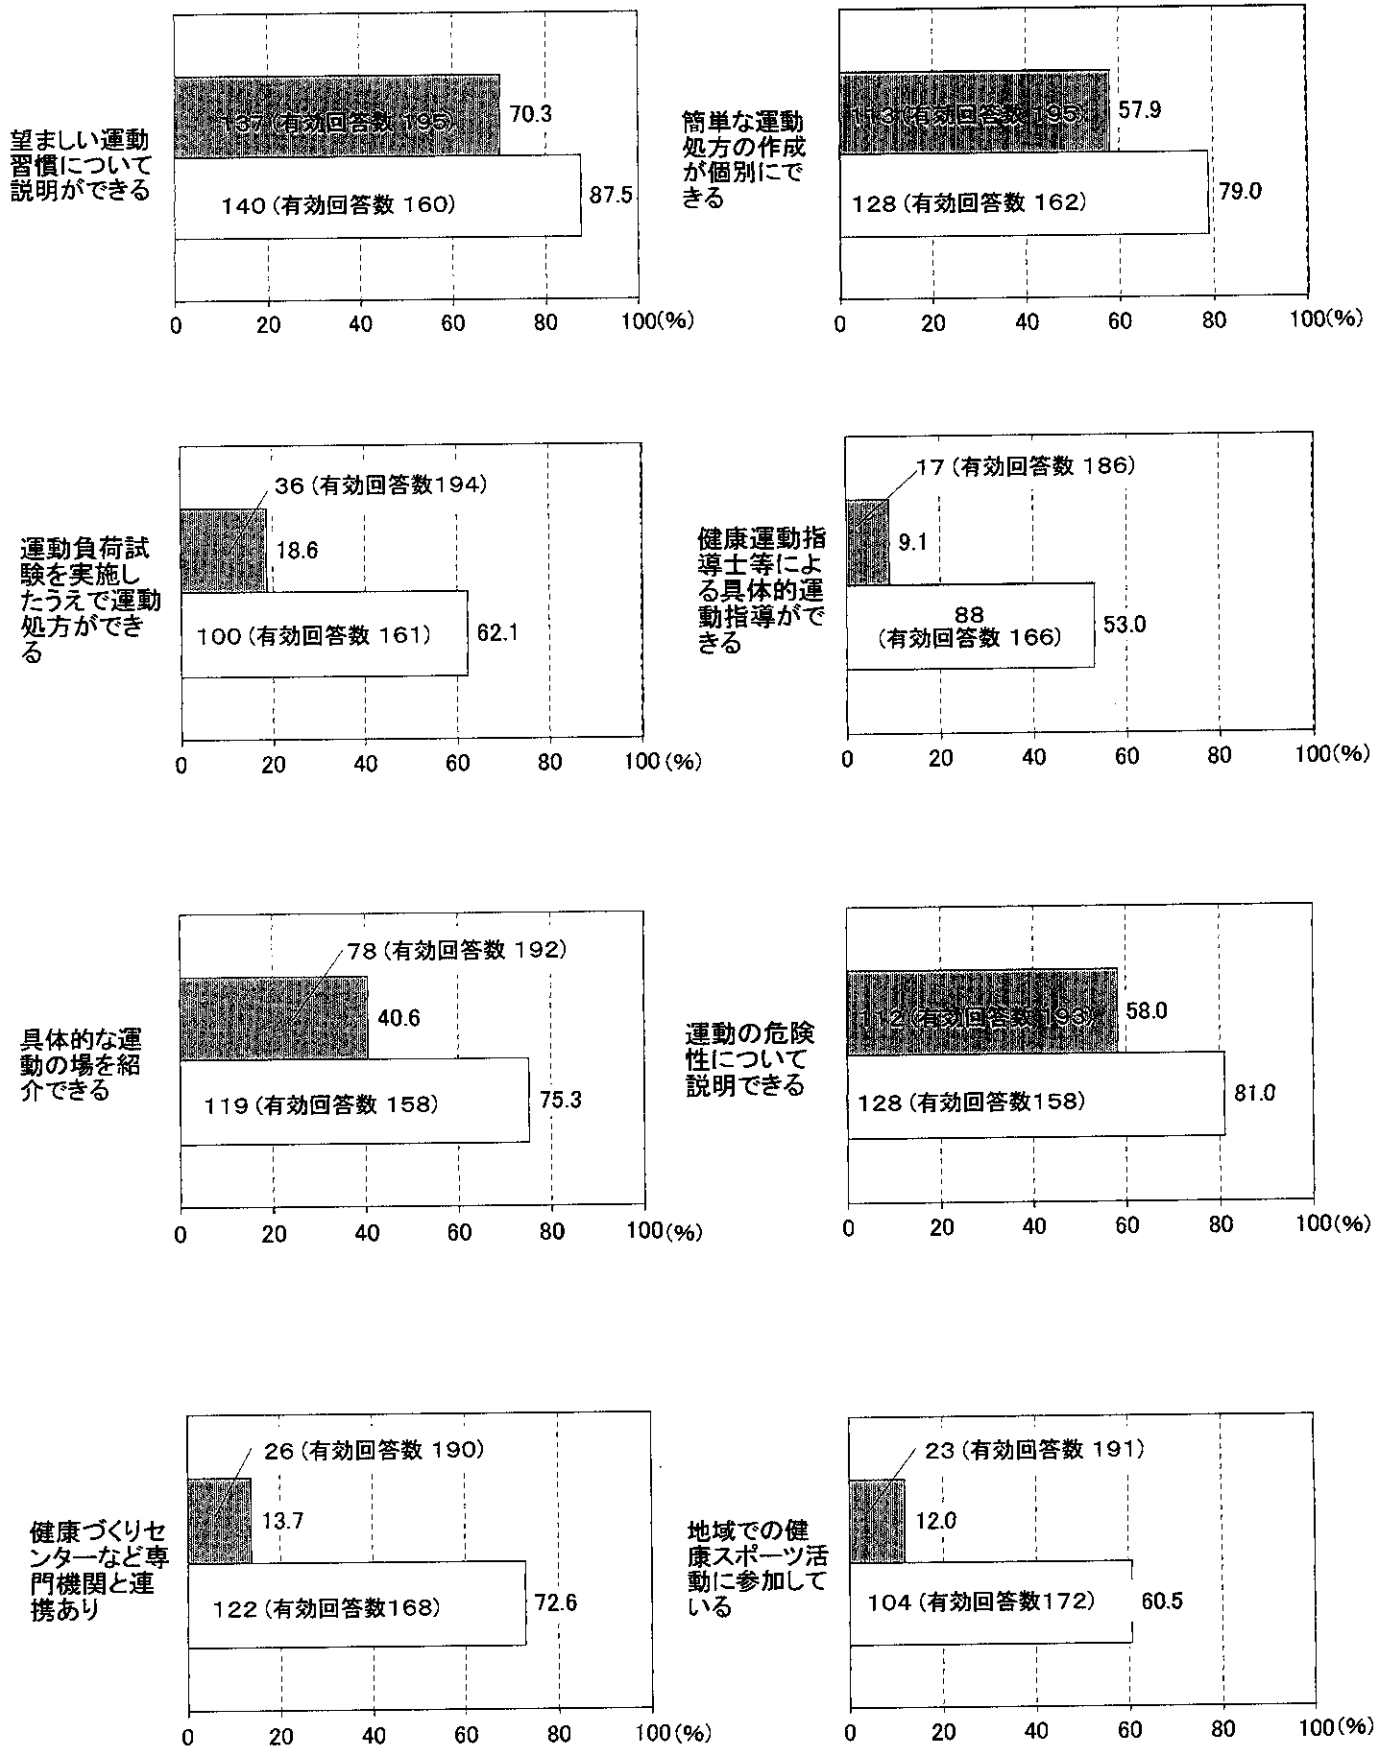 望ましい運動
習慣について
説明ができる
137 (有効回答数 195)
70.3
140 (有効回答数 160)
87.5
0 20 40 60 80 100(%)
簡単な運動
処方の作成
が個別にで
きる
113 (有効回答数 195)
57.9
128 (有効回答数 162)
79.0
0 20 40 60 80 100(%)
運動負荷試
験を実施し
たうえで運動
処方ができ
る
36 (有効回答数194)
18.6
100 (有効回答数 161)
62.1
0 20 40 60 80 100(%)
健康運動指
導士等によ
る具体的運
動指導がで
きる
17 (有効回答数 186)
9.1
88
(有効回答数 166)
53.0
0 20 40 60 80 100(%)
具体的な運
動の場を紹
介できる
78 (有効回答数 192)
40.6
119 (有効回答数 158)
75.3
0 20 40 60 80 100(%)
運動の危険
性について
説明できる
112 (有効回答数193)
58.0
128 (有効回答数158)
81.0
0 20 40 60 80 100(%)
健康づくりセ
ンターなど専
門機関と連
携あり
26 (有効回答数 190)
13.7
122 (有効回答数168)
72.6
0 20 40 60 80 100(%)
地域での健
康スポーツ活
動に参加して
いる
23 (有効回答数 191)
12.0
104 (有効回答数172)
60.5
0 20 40 60 80 100(%)